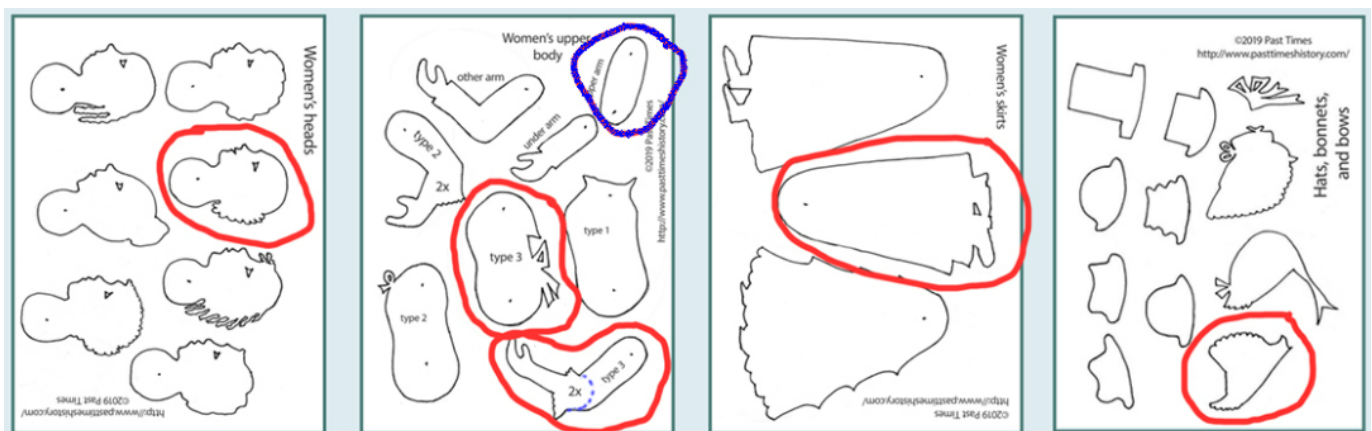 Women's heads
©2019 Past Times
http://www.pasttimeshistory.com/
Women's upper
body
upper arm
other arm
under arm
©2019 Past Times
http://www.pasttimeshistory.com/
type 2
2x
type 3
type 1
type 2
2x
type 3
Women's skirts
©2019 Past Times
http://www.pasttimeshistory.com/
©2019 Past Times
http://www.pasttimeshistory.com/
Hats, bonnets,
and bows